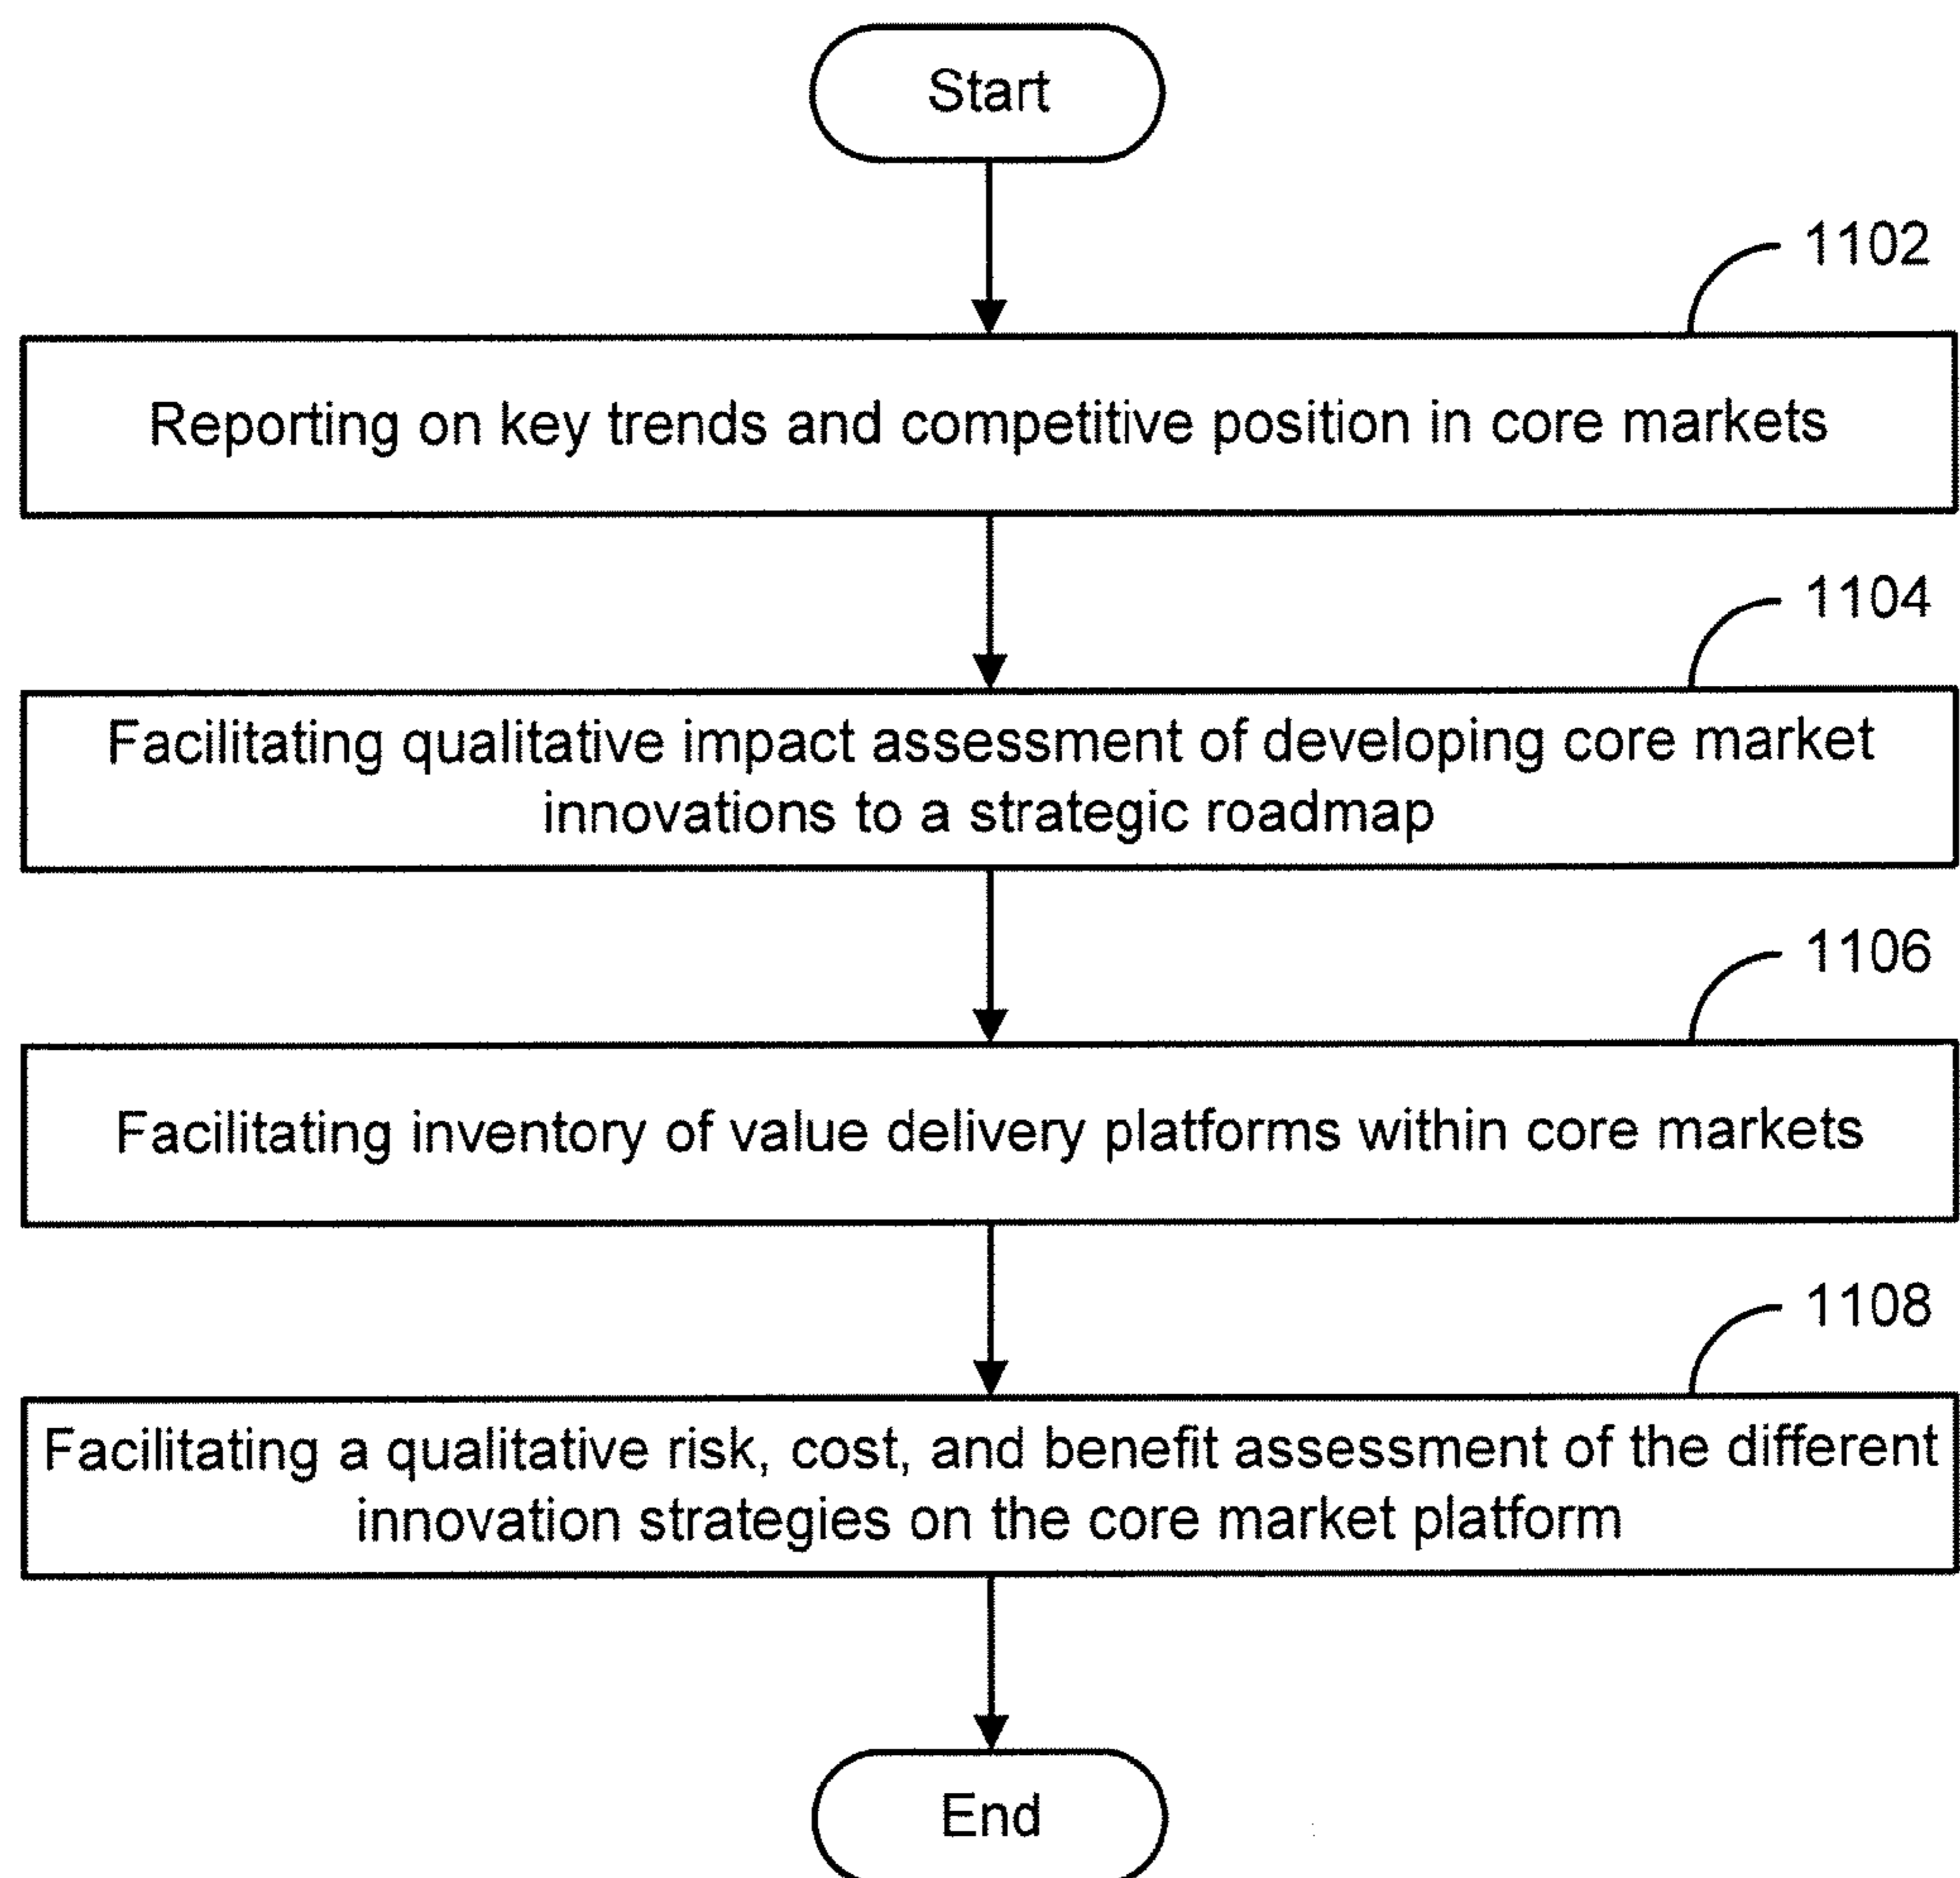 Start
1102
Reporting on key trends and competitive position in core markets
1104
Facilitating qualitative impact assessment of developing core market
innovations to a strategic roadmap
1106
Facilitating inventory of value delivery platforms within core markets
1108
Facilitating a qualitative risk, cost, and benefit assessment of the different
innovation strategies on the core market platform
End